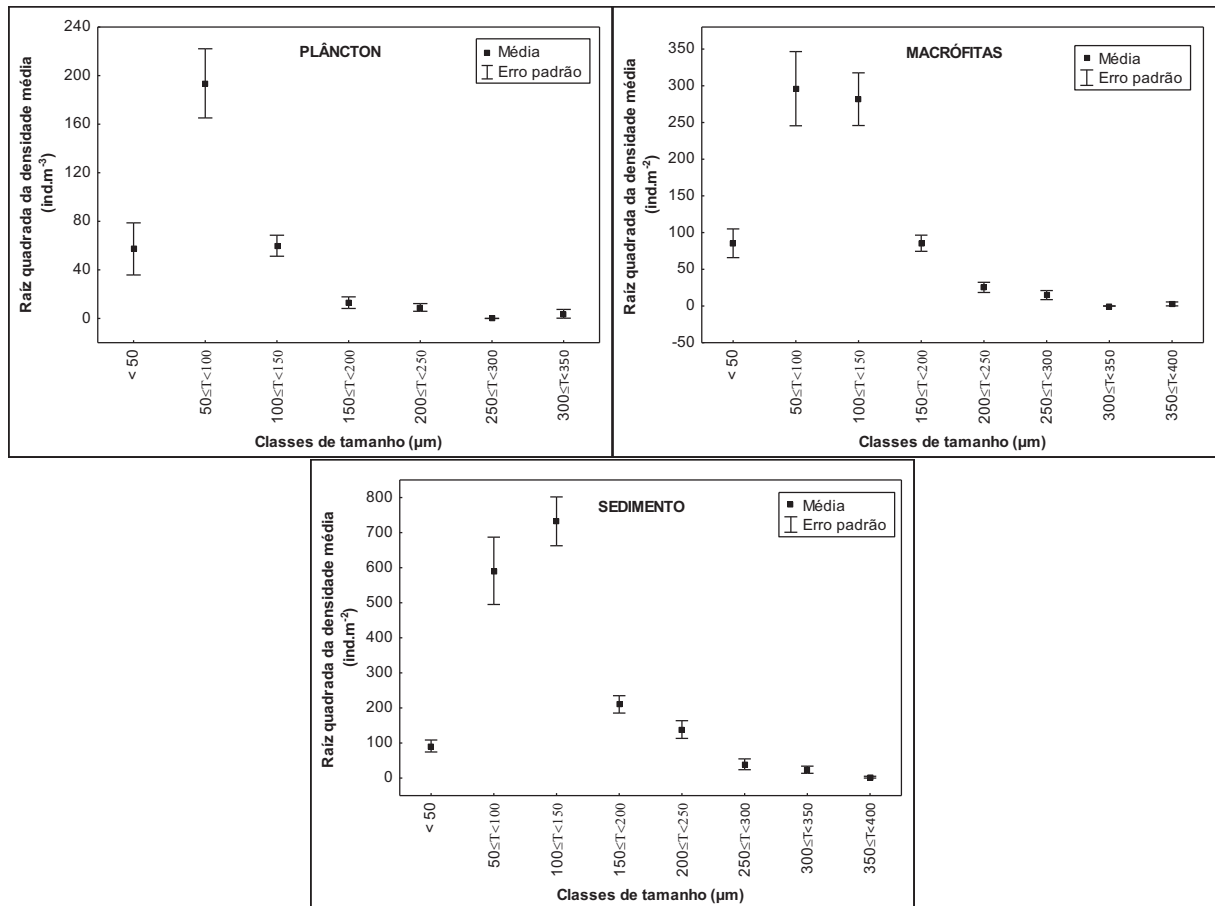 PLÂNCTON
Média
Erro padrão
Raíz quadrada da densidade média
(ind.m⁻³)
240
200
160
120
80
40
0
< 50
50≤T<100
100≤T<150
150≤T<200
200≤T<250
250≤T<300
300≤T<350
Classes de tamanho (µm)
MACRÓFITAS
Média
Erro padrão
Raíz quadrada da densidade média
(ind.m⁻²)
350
300
250
200
150
100
50
0
-50
< 50
50≤T<100
100≤T<150
150≤T<200
200≤T<250
250≤T<300
300≤T<350
350≤T<400
Classes de tamanho (µm)
SEDIMENTO
Média
Erro padrão
Raíz quadrada da densidade média
(ind.m⁻²)
800
700
600
500
400
300
200
100
0
< 50
50≤T<100
100≤T<150
150≤T<200
200≤T<250
250≤T<300
300≤T<350
350≤T<400
Classes de tamanho (µm)